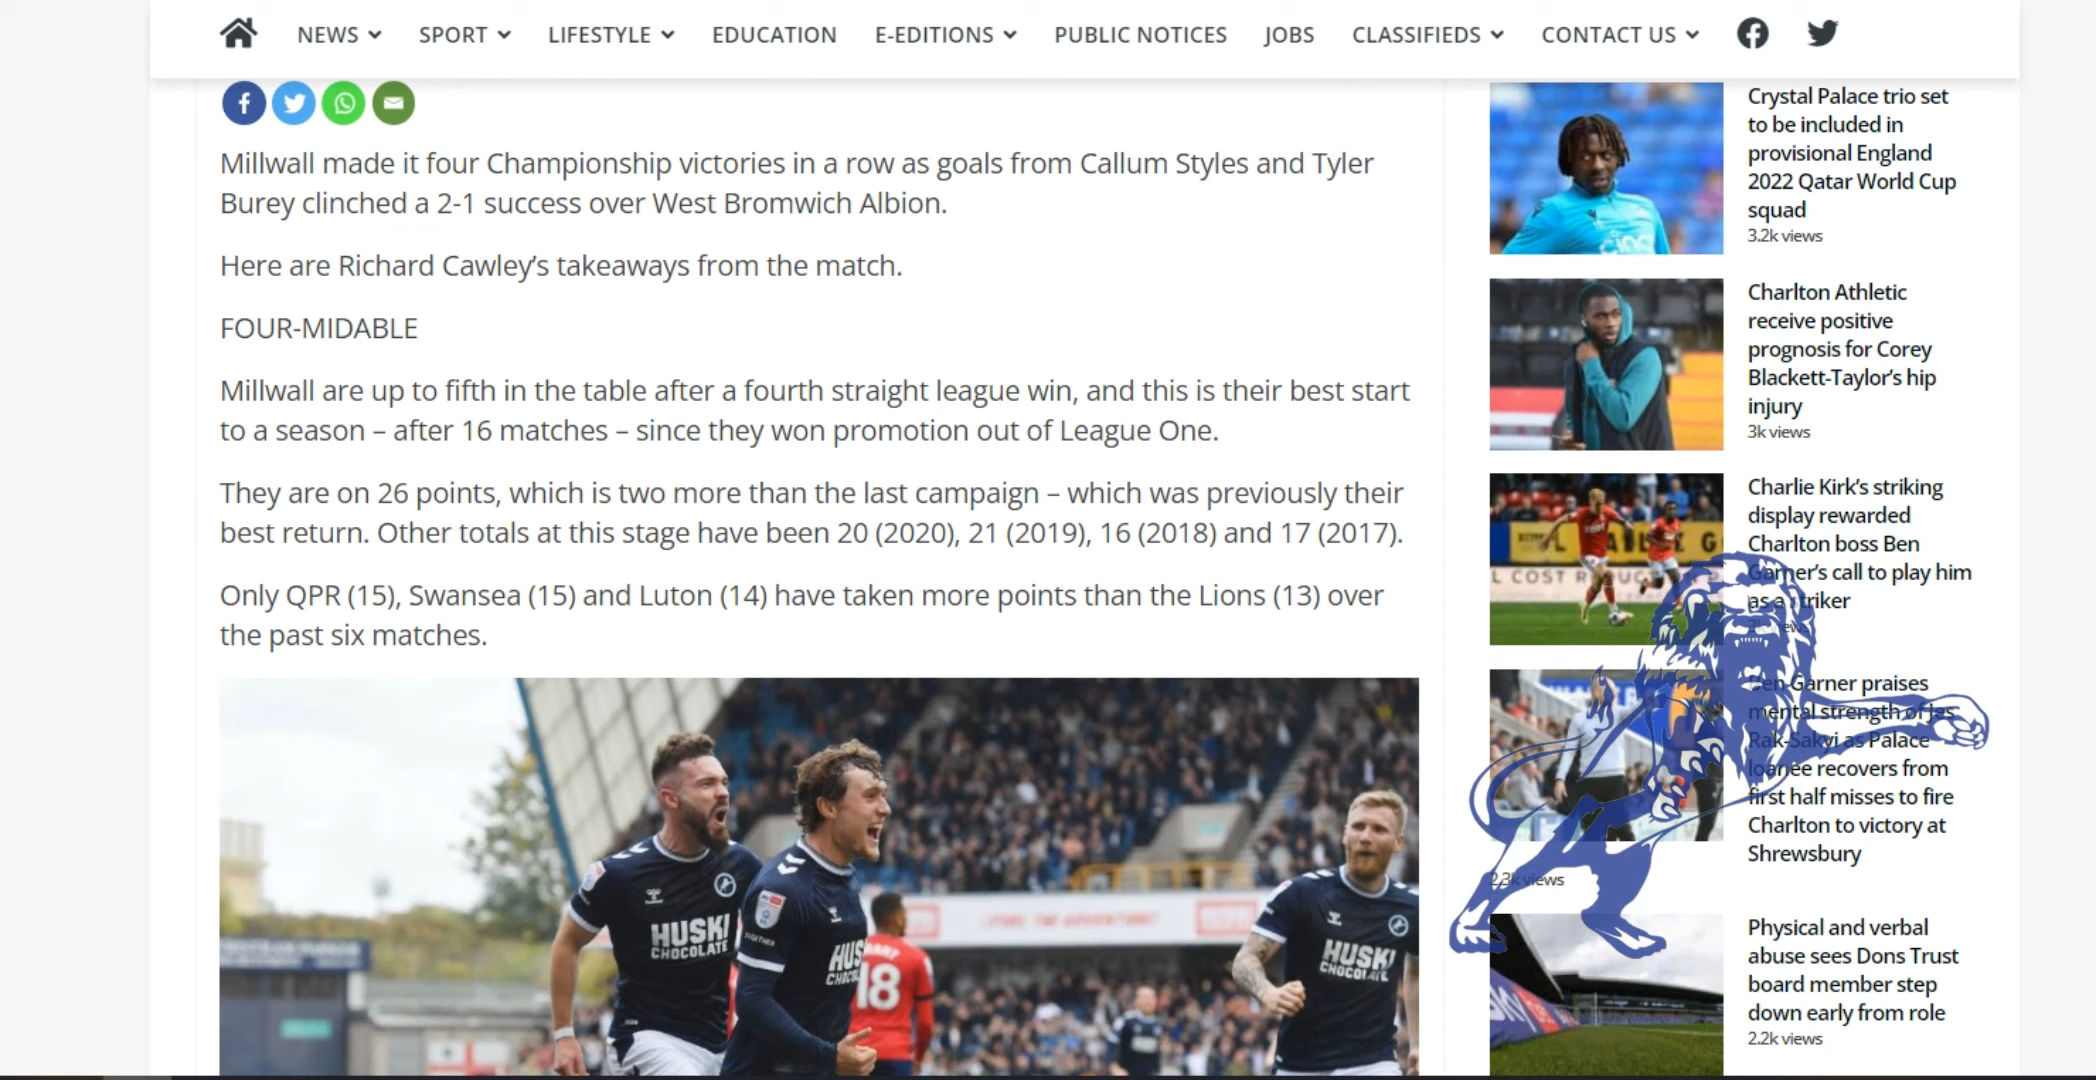 NEWS SPORT LIFESTYLE EDUCATION E-EDITIONS PUBLIC NOTICES JOBS CLASSIFIEDS CONTACT US
Millwall made it four Championship victories in a row as goals from Callum Styles and Tyler
Burey clinched a 2-1 success over West Bromwich Albion.
Here are Richard Cawley’s takeaways from the match.
FOUR-MIDABLE
Millwall are up to fifth in the table after a fourth straight league win, and this is their best start
to a season – after 16 matches – since they won promotion out of League One.
They are on 26 points, which is two more than the last campaign – which was previously their
best return. Other totals at this stage have been 20 (2020), 21 (2019), 16 (2018) and 17 (2017).
Only QPR (15), Swansea (15) and Luton (14) have taken more points than the Lions (13) over
the past six matches.
HUSKI
CHOCOLATE
HUS
CHOCOL
18
HUSKI
CHOCOLATE
Crystal Palace trio set
to be included in
provisional England
2022 Qatar World Cup
squad
3.2k views
Charlton Athletic
receive positive
prognosis for Corey
Blackett-Taylor’s hip
injury
3k views
Charlie Kirk’s striking
display rewarded
Charlton boss Ben
Garner’s call to play him
as a striker
Ben Garner praises
mental strength of Jes
Rak-Sakyi as Palace
loanee recovers from
first half misses to fire
Charlton to victory at
Shrewsbury
2.3k views
Physical and verbal
abuse sees Dons Trust
board member step
down early from role
2.2k views